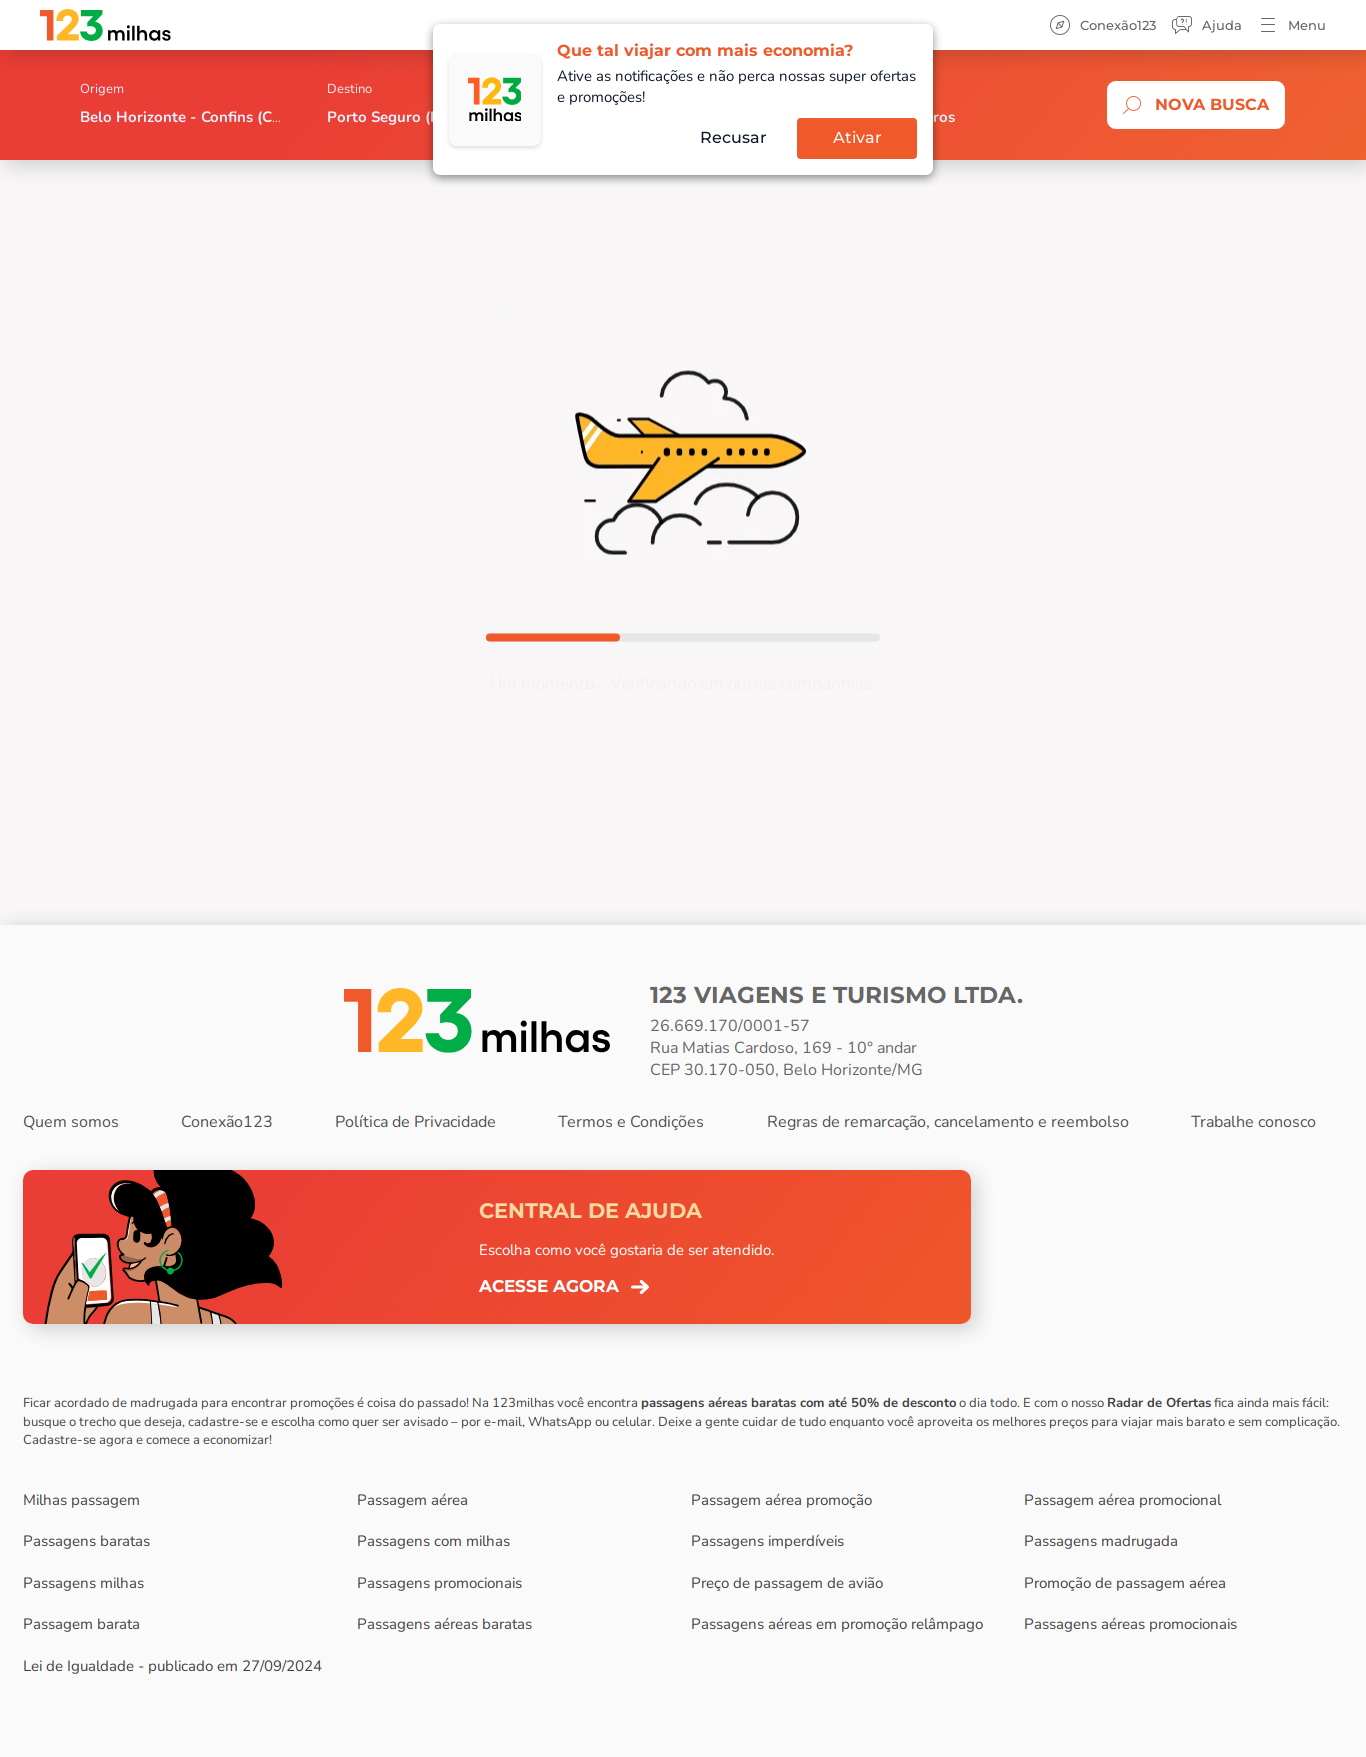 123 milhas
Conexão123
Ajuda
Menu
Que tal viajar com mais economia?
Ative as notificações e não perca nossas super ofertas
e promoções!
123
milhas
Recusar
Ativar
Origem
Belo Horizonte - Confins (C...
Destino
Porto Seguro
NOVA BUSCA
Um momento. Verificando em outras companhias
123 milhas
123 VIAGENS E TURISMO LTDA.
26.669.170/0001-57
Rua Matias Cardoso, 169 - 10° andar
CEP 30.170-050, Belo Horizonte/MG
Quem somos
Conexão123
Política de Privacidade
Termos e Condições
Regras de remarcação, cancelamento e reembolso
Trabalhe conosco
CENTRAL DE AJUDA
Escolha como você gostaria de ser atendido.
ACESSE AGORA
Ficar acordado de madrugada para encontrar promoções é coisa do passado! Na 123milhas você encontra passagens aéreas baratas com até 50% de desconto o dia todo. E com o nosso Radar de Ofertas fica ainda mais fácil:
busque o trecho que deseja, cadastre-se e escolha como quer ser avisado – por e-mail, WhatsApp ou celular. Deixe a gente cuidar de tudo enquanto você aproveita os melhores preços para viajar mais barato e sem complicação.
Cadastre-se agora e comece a economizar!
Milhas passagem
Passagem aérea
Passagem aérea promoção
Passagem aérea promocional
Passagens baratas
Passagens com milhas
Passagens imperdíveis
Passagens madrugada
Passagens milhas
Passagens promocionais
Preço de passagem de avião
Promoção de passagem aérea
Passagem barata
Passagens aéreas baratas
Passagens aéreas em promoção relâmpago
Passagens aéreas promocionais
Lei de Igualdade - publicado em 27/09/2024